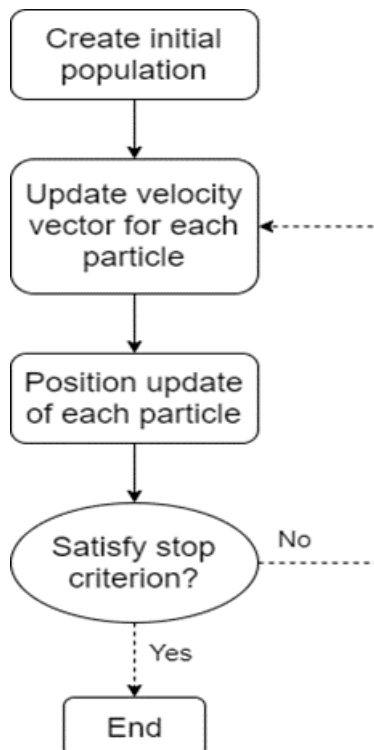 Create initial
population
Update velocity
vector for each
particle
Position update
of each particle
Satisfy stop
criterion?
No
Yes
End